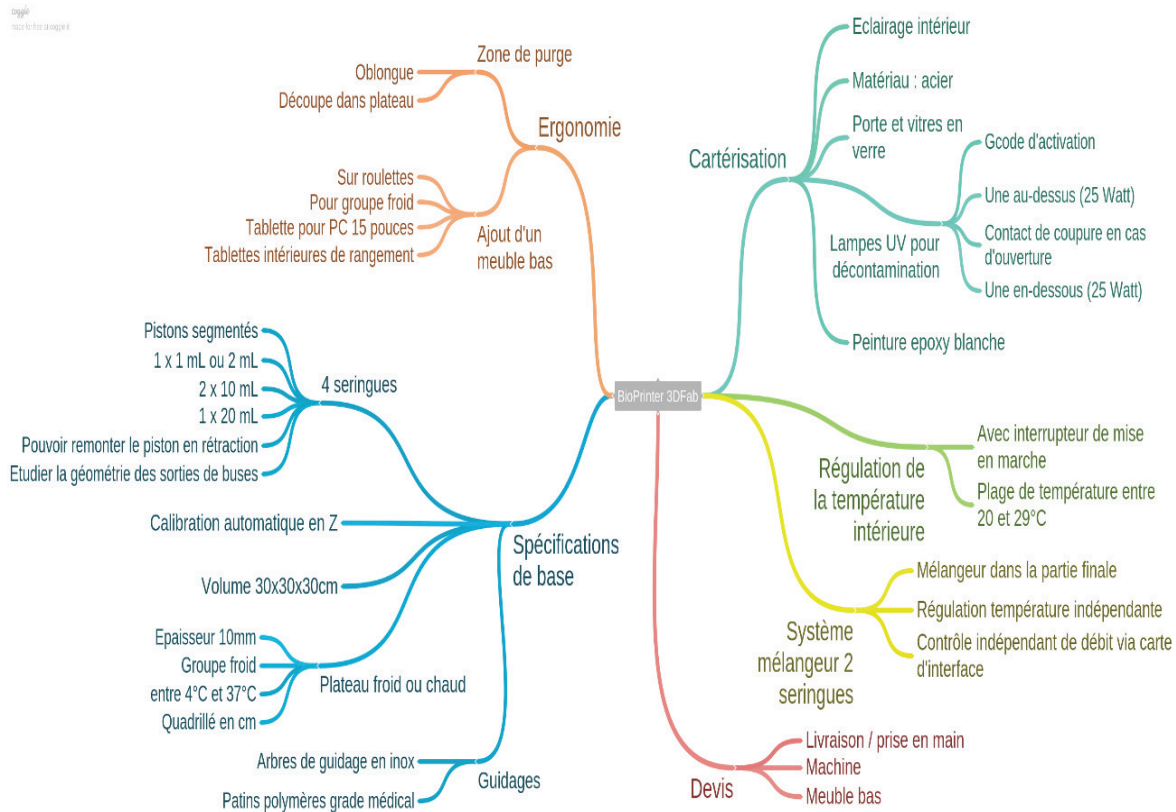 coggle
made for free at coggle.it
BioPrinter 3DFab
Ergonomie
Zone de purge
Oblongue
Découpe dans plateau
Ajout d'un
meuble bas
Sur roulettes
Pour groupe froid
Tablette pour PC 15 pouces
Tablettes intérieures de rangement
Spécifications
de base
4 seringues
Pistons segmentés
1 x 1 mL ou 2 mL
2 x 10 mL
1 x 20 mL
Pouvoir remonter le piston en rétraction
Etudier la géométrie des sorties de buses
Calibration automatique en Z
Volume 30x30x30cm
Plateau froid ou chaud
Epaisseur 10mm
Groupe froid
entre 4°C et 37°C
Quadrillé en cm
Guidages
Arbres de guidage en inox
Patins polymères grade médical
Cartérisation
Eclairage intérieur
Matériau : acier
Porte et vitres en
verre
Lampes UV pour
décontamination
Gcode d'activation
Une au-dessus (25 Watt)
Contact de coupure en cas
d'ouverture
Une en-dessous (25 Watt)
Peinture epoxy blanche
Régulation de
la température
intérieure
Avec interrupteur de mise
en marche
Plage de température entre
20 et 29°C
Système
mélangeur 2
seringues
Mélangeur dans la partie finale
Régulation température indépendante
Contrôle indépendant de débit via carte
d'interface
Devis
Livraison / prise en main
Machine
Meuble bas